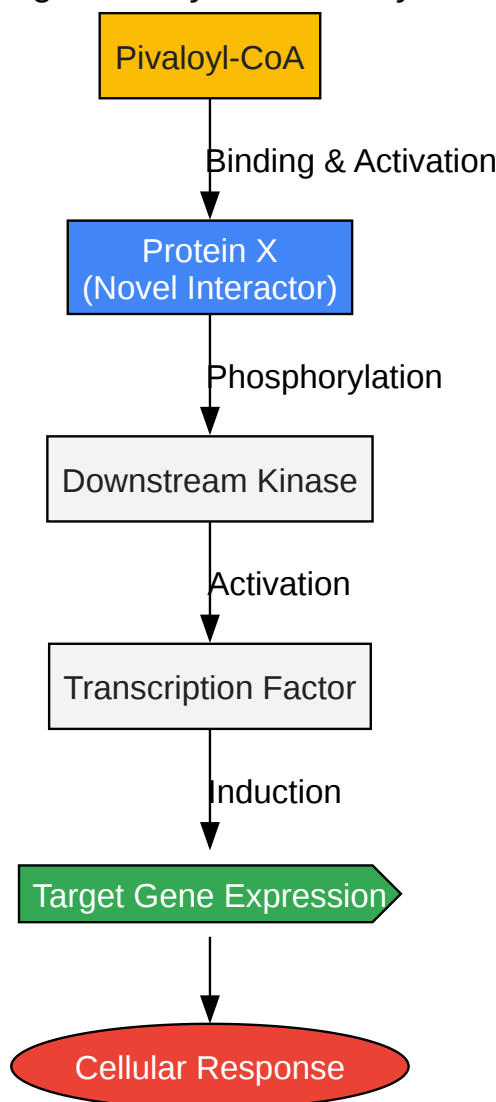 Pivaloyl-CoA
Binding & Activation
Protein X
(Novel Interactor)
Phosphorylation
Downstream Kinase
Activation
Transcription Factor
Induction
Target Gene Expression
Cellular Response